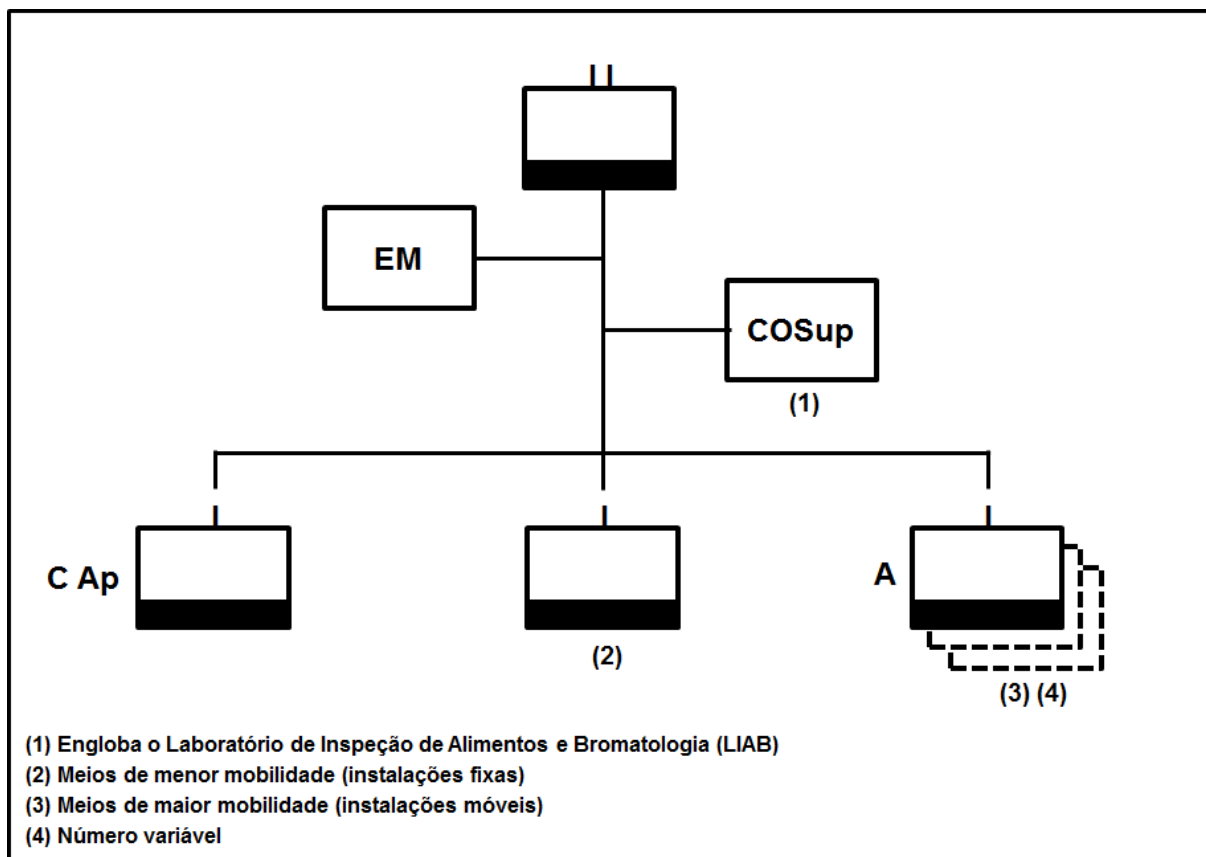 EM
COSup
(1)
C Ap
A
(2)
(3) (4)
(1) Engloba o Laboratório de Inspeção de Alimentos e Bromatologia (LIAB)
(2) Meios de menor mobilidade (instalações fixas)
(3) Meios de maior mobilidade (instalações móveis)
(4) Número variável